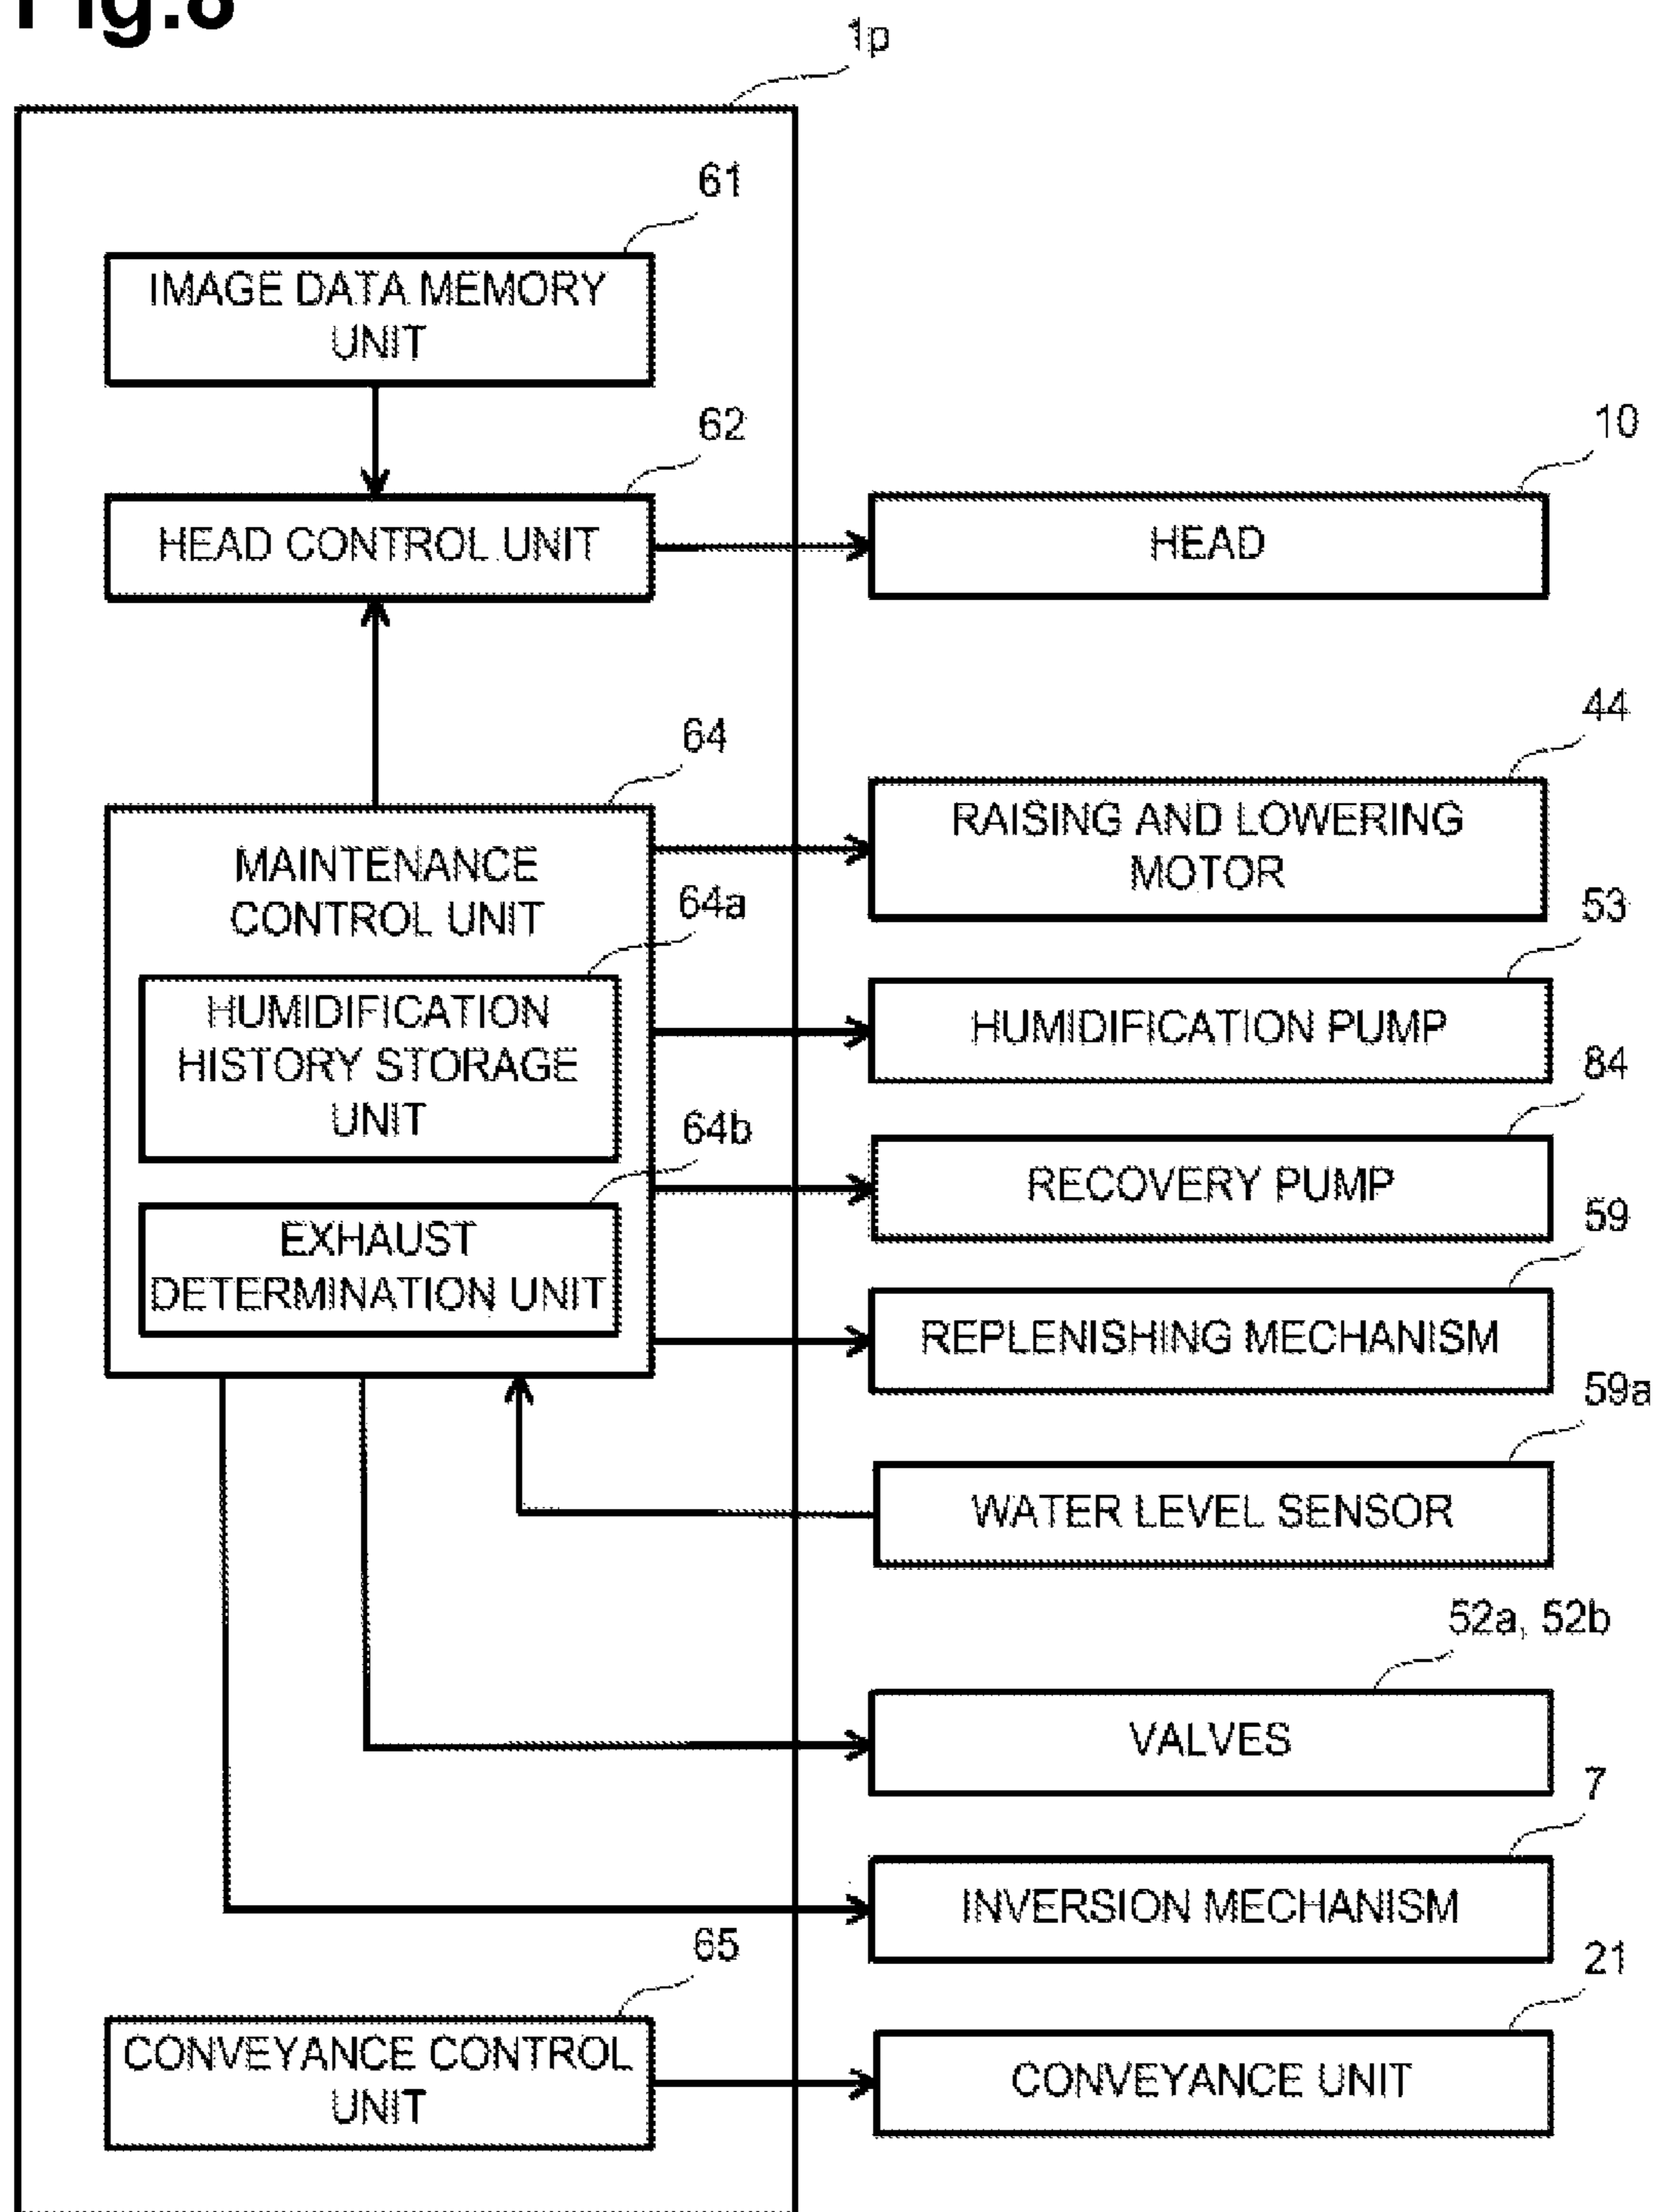 Fig.8
1p
61
IMAGE DATA MEMORY
UNIT
62
HEAD CONTROL UNIT
10
HEAD
64
MAINTENANCE
CONTROL UNIT
64a
HUMIDIFICATION
HISTORY STORAGE
UNIT
64b
EXHAUST
DETERMINATION UNIT
44
RAISING AND LOWERING
MOTOR
53
HUMIDIFICATION PUMP
84
RECOVERY PUMP
59
REPLENISHING MECHANISM
59a
WATER LEVEL SENSOR
52a, 52b
VALVES
7
INVERSION MECHANISM
65
CONVEYANCE CONTROL
UNIT
21
CONVEYANCE UNIT